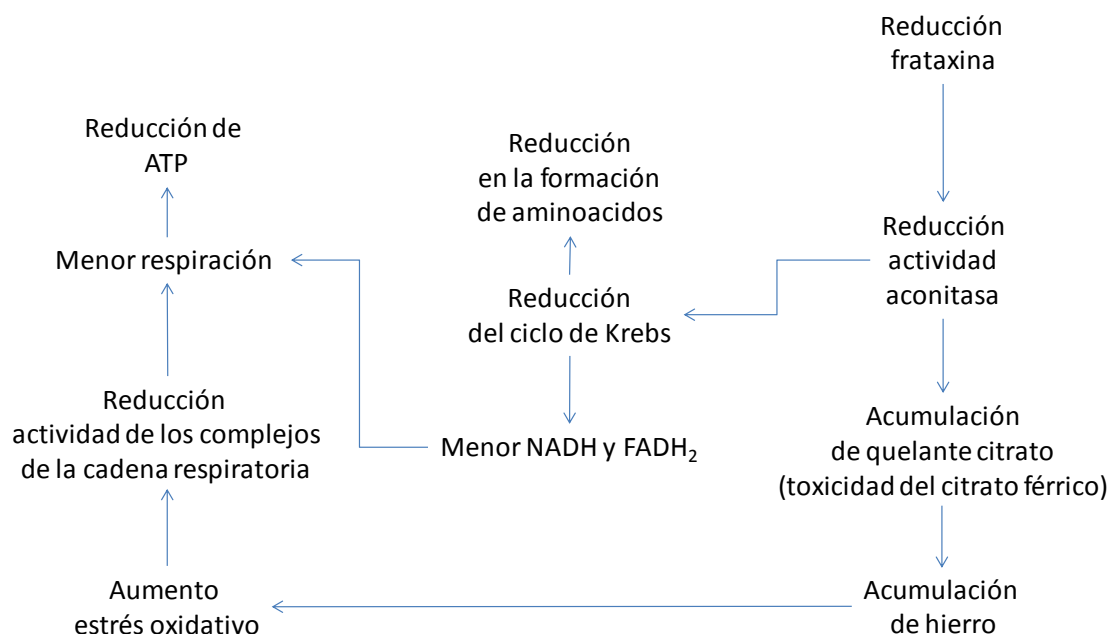 Reducción
frataxina
Reducción de
ATP
Reducción
en la formación
de aminoacidos
Reducción
actividad
aconitasa
Menor respiración
Reducción
del ciclo de Krebs
Reducción
actividad de los complejos
de la cadena respiratoria
Menor NADH y FADH₂
Acumulación
de quelante citrato
(toxicidad del citrato férrico)
Aumento
estrés oxidativo
Acumulación
de hierro